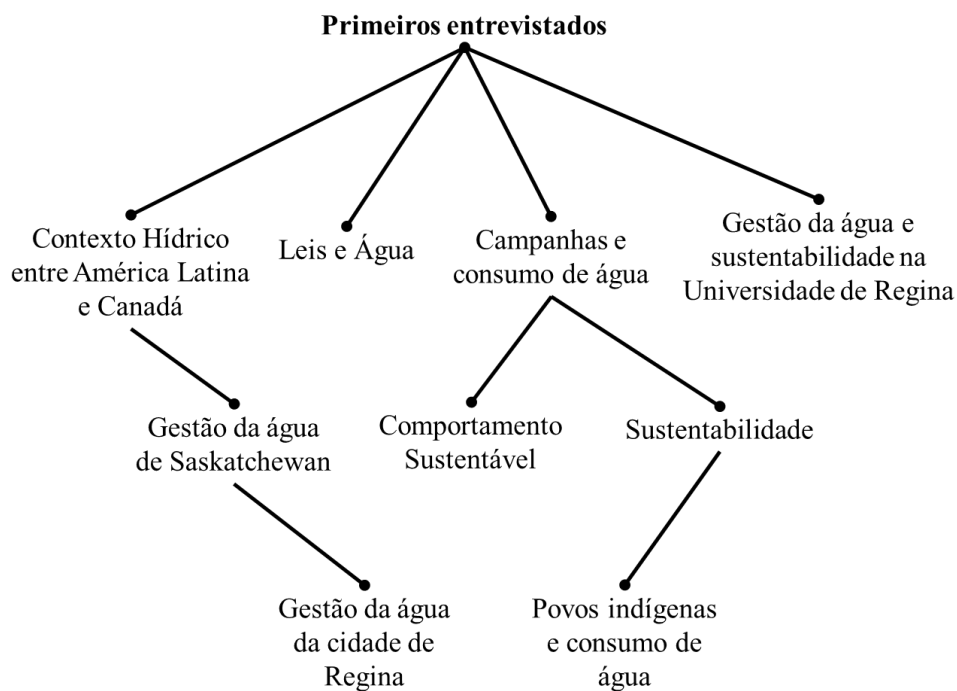 Primeiros entrevistados
Contexto Hídrico
entre América Latina
e Canadá
Leis e Água
Campanhas e
consumo de água
Gestão da água e
sustentabilidade na
Universidade de Regina
Gestão da água
de Saskatchewan
Comportamento
Sustentável
Sustentabilidade
Gestão da água
da cidade de
Regina
Povos indígenas
e consumo de
água